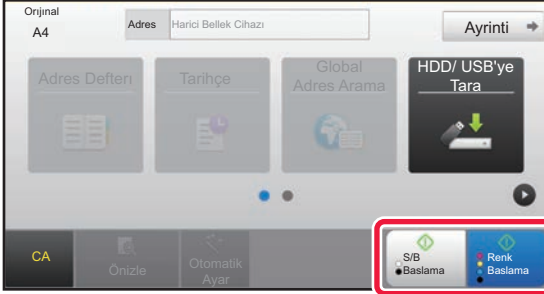 Orijinal
A4
Adres
Harici Bellek Cihazı
Ayrinti
Adres Defteri
Tarihçe
Global
Adres Arama
HDD/ USB'ye
Tara
CA
Önizle
Otomatik
Ayar
S/B
Baslama
Renk
Baslama